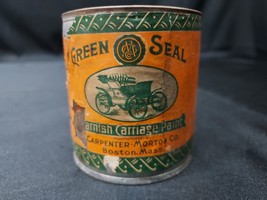 GREEN SEAL
Varnish Carriage Paint
CARPENTER-MORTON CO.
Boston, Mass.